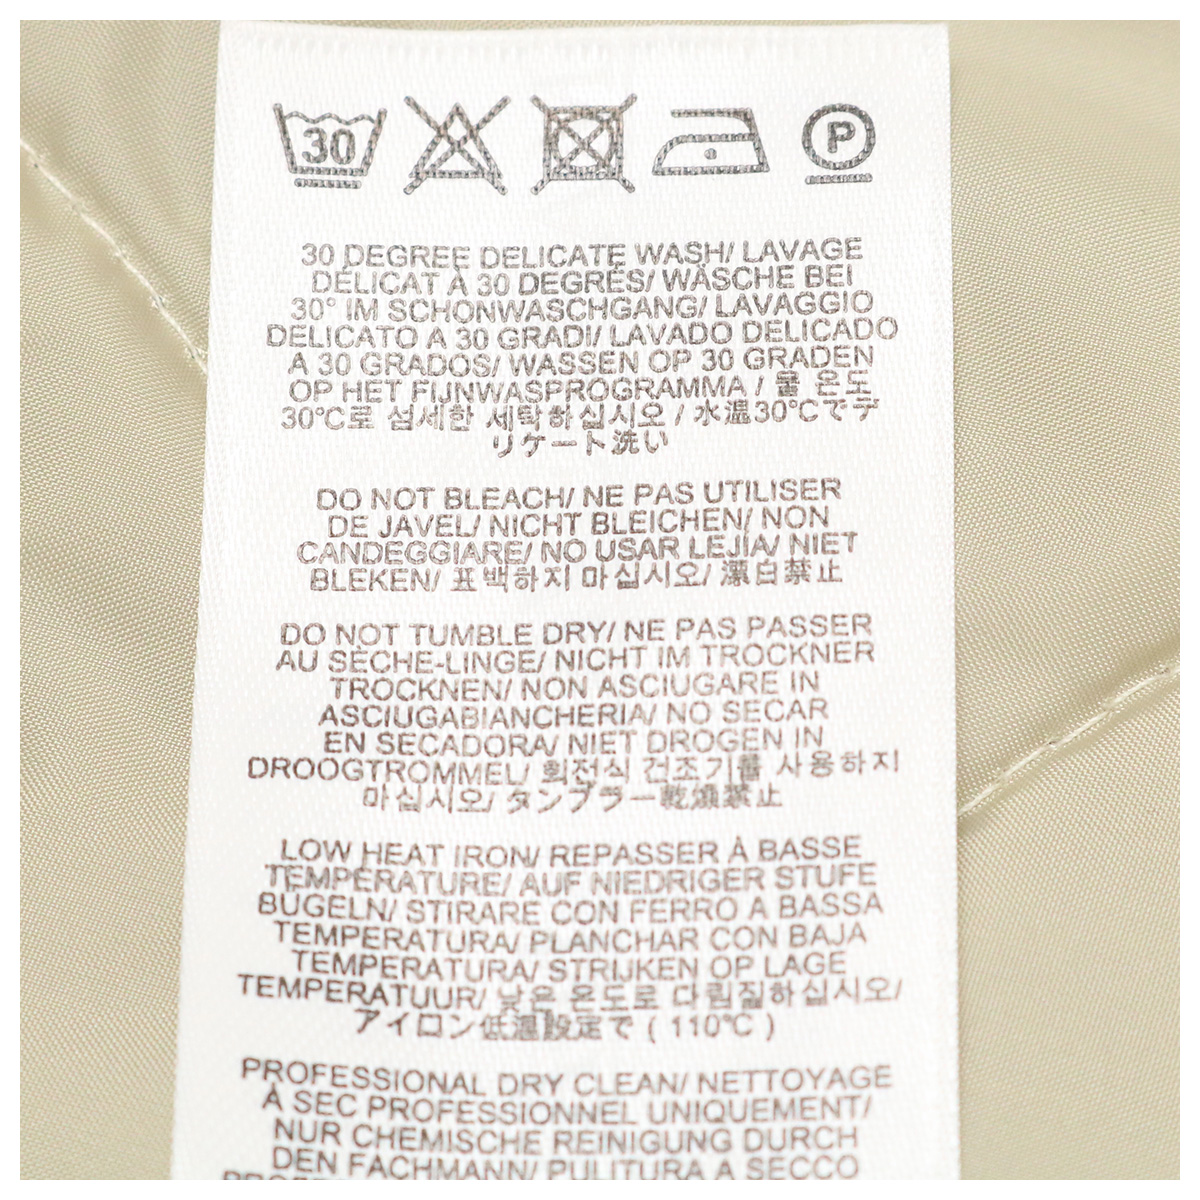 30
P
30 DEGREE DELICATE WASH/ LAVAGE
DÉLICAT À 30 DEGRÉS/ WÄSCHE BEI
30° IM SCHONWASCHGANG/ LAVAGGIO
DELICATO A 30 GRADI/ LAVADO DELICADO
A 30 GRADOS/ WASSEN OP 30 GRADEN
OP HET FIJNWASPROGRAMMA / 물 온도
30℃로 섬세한 세탁하십시오 / 水温30℃でデ
リケート洗い
DO NOT BLEACH/ NE PAS UTILISER
DE JAVEL/ NICHT BLEICHEN/ NON
CANDEGGIARE/ NO USAR LEJÍA/ NIET
BLEKEN/ 표백하지 마십시오/ 漂白禁止
DO NOT TUMBLE DRY/ NE PAS PASSER
AU SÈCHE-LINGE/ NICHT IM TROCKNER
TROCKNEN/ NON ASCIUGARE IN
ASCIUGABIANCHERIA/ NO SECAR
EN SECADORA/ NIET DROGEN IN
DROOGTROMMEL/ 회전식 건조기를 사용하지
마십시오/ タンブラー乾燥禁止
LOW HEAT IRON/ REPASSER À BASSE
TEMPÉRATURE/ AUF NIEDRIGER STUFE
BÜGELN/ STIRARE CON FERRO A BASSA
TEMPERATURA/ PLANCHAR CON BAJA
TEMPERATURA/ STRIJKEN OP LAGE
TEMPERATUUR/ 낮은 온도로 다림질하십시오/
アイロン低温設定で ( 110℃ )
PROFESSIONAL DRY CLEAN/ NETTOYAGE
À SEC PROFESSIONNEL UNIQUEMENT/
NUR CHEMISCHE REINIGUNG DURCH
DEN FACHMANN/ PULITURA A SECCO